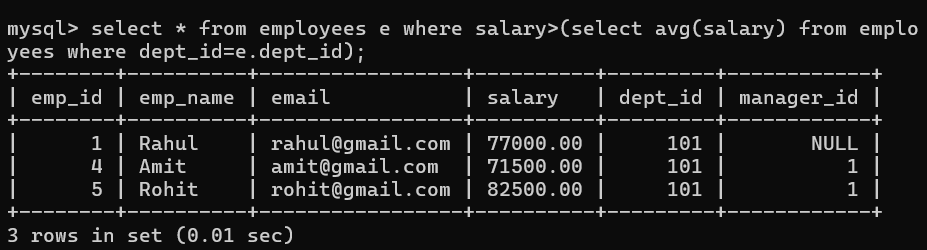 mysql> select * from employees e where salary>(select avg(salary) from emplo
yees where dept_id=e.dept_id);
+--------+----------+-----------------+----------+---------+------------+
| emp_id | emp_name | email           | salary   | dept_id | manager_id |
+--------+----------+-----------------+----------+---------+------------+
|      1 | Rahul    | rahul@gmail.com | 77000.00 |     101 |       NULL |
|      4 | Amit     | amit@gmail.com  | 71500.00 |     101 |          1 |
|      5 | Rohit    | rohit@gmail.com | 82500.00 |     101 |          1 |
+--------+----------+-----------------+----------+---------+------------+
3 rows in set (0.01 sec)